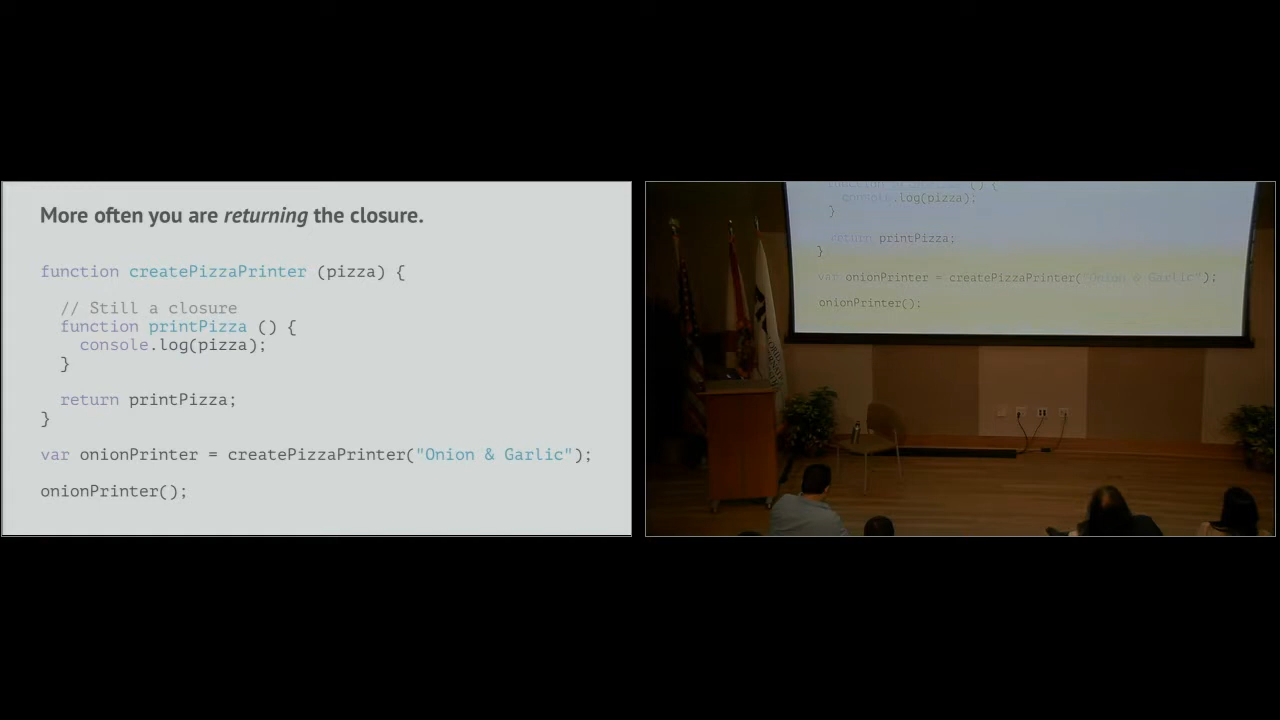 More often you are returning the closure.
function createPizzaPrinter (pizza) {
// Still a closure
function printPizza () {
console.log(pizza);
}
return printPizza;
}
var onionPrinter = createPizzaPrinter("Onion & Garlic");
onionPrinter();
() {
console.log(pizza);
}
return printPizza;
}
var onionPrinter = createPizzaPrinter("Onion & Garlic");
onionPrinter();